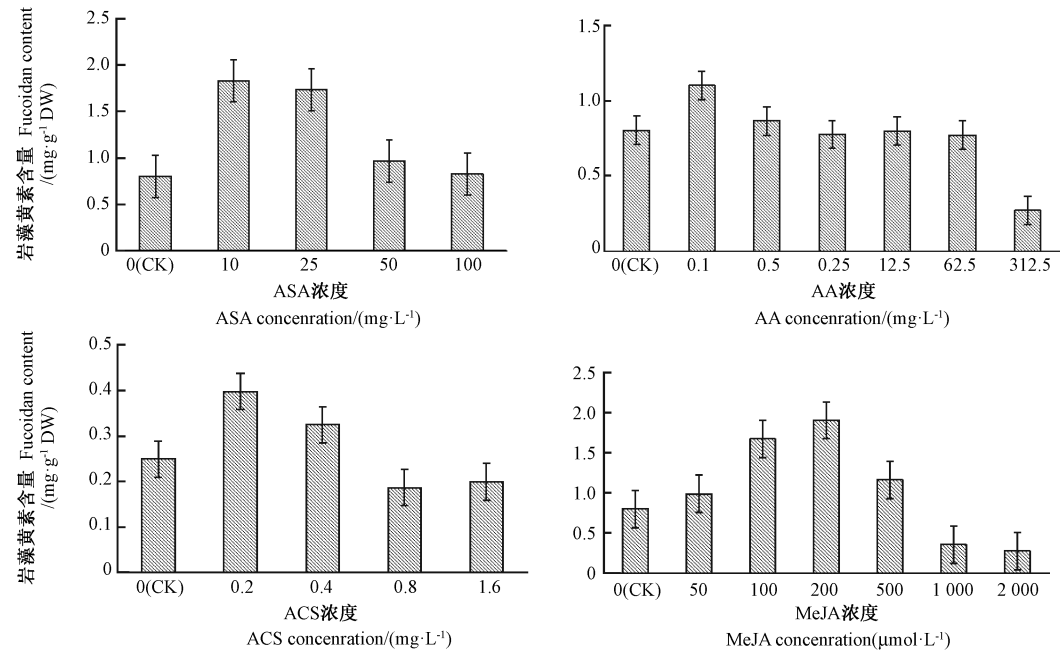 岩藻黄素含量 Fucoidan content
/(mg·g⁻¹ DW)
2.5
2.0
1.5
1.0
0.5
0
0(CK) 10 25 50 100
ASA浓度
ASA concenration/(mg·L⁻¹)
1.5
1.0
0.5
0
0(CK) 0.1 0.5 0.25 12.5 62.5 312.5
AA浓度
AA concenration/(mg·L⁻¹)
岩藻黄素含量 Fucoidan content
/(mg·g⁻¹ DW)
0.5
0.4
0.3
0.2
0.1
0
0(CK) 0.2 0.4 0.8 1.6
ACS浓度
ACS concenration/(mg·L⁻¹)
2.5
2.0
1.5
1.0
0.5
0
0(CK) 50 100 200 500 1 000 2 000
MeJA浓度
MeJA concenration(μmol·L⁻¹)